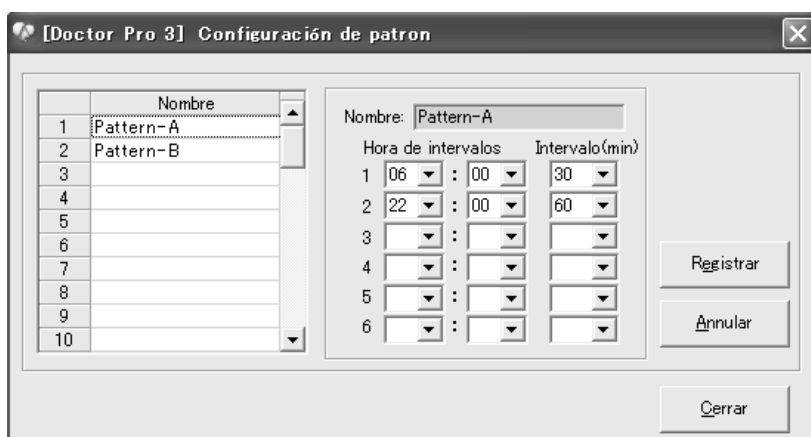 [Doctor Pro 3] Configuración de patron
Nombre
1 Pattern-A
2 Pattern-B
3
4
5
6
7
8
9
10
Nombre: Pattern-A
Hora de intervalos Intervalo(min)
1 06 : 00 30
2 22 : 00 60
3 :
4 :
5 :
6 :
Registrar
Annular
Cerrar